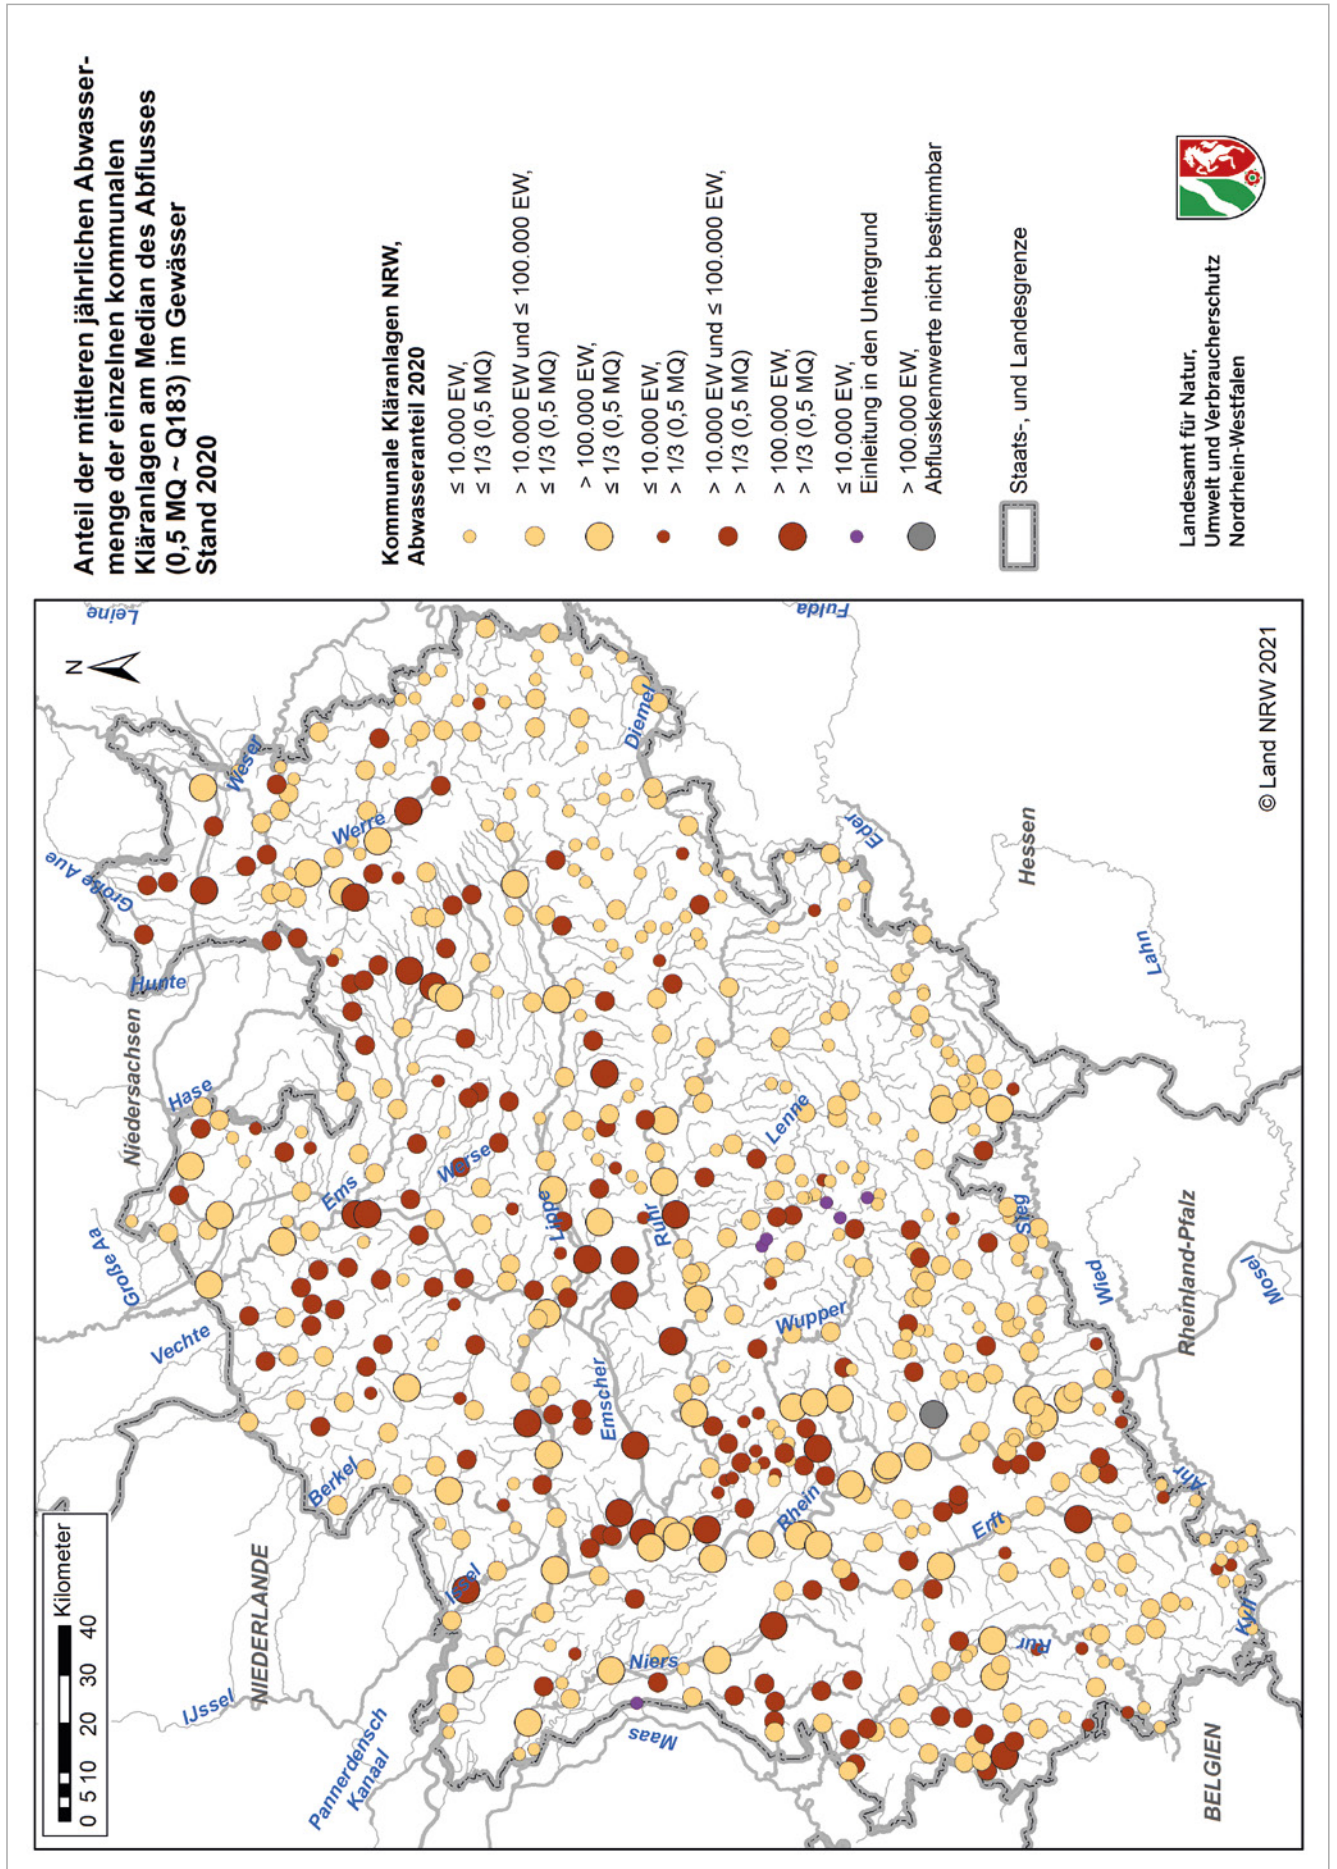 Anteil der mittleren jährlichen Abwasser-
menge der einzelnen kommunalen
Kläranlagen am Median des Abflusses
(0,5 MQ ~ Q183) im Gewässer
Stand 2020
Kommunale Kläranlagen NRW,
Abwasseranteil 2020
≤ 10.000 EW,
≤ 1/3 (0,5 MQ)
> 10.000 EW und ≤ 100.000 EW,
≤ 1/3 (0,5 MQ)
> 100.000 EW,
≤ 1/3 (0,5 MQ)
≤ 10.000 EW,
> 1/3 (0,5 MQ)
> 10.000 EW und ≤ 100.000 EW,
> 1/3 (0,5 MQ)
> 100.000 EW,
> 1/3 (0,5 MQ)
≤ 10.000 EW,
Einleitung in den Untergrund
> 100.000 EW,
Abflusskennwerte nicht bestimmbar
Staats-, und Landesgrenze
Landesamt für Natur,
Umwelt und Verbraucherschutz
Nordrhein-Westfalen
0 5 10 20 30 40
Kilometer
N
Leine
Weser
Große Aue
Hunte
Niedersachsen
Hase
Große Aa
Vechte
Werre
Ems
Werse
Berkel
NIEDERLANDE
IJssel
Pannerdensch
Kanaal
Issel
Diemel
Fulda
Lippe
Ruhr
Emscher
Eder
Lenne
Wupper
Rhein
Niers
Maas
Hessen
Lahn
Sieg
Wied
Rheinland-Pfalz
Mosel
Erft
Rur
Ahr
Kyll
BELGIEN
© Land NRW 2021